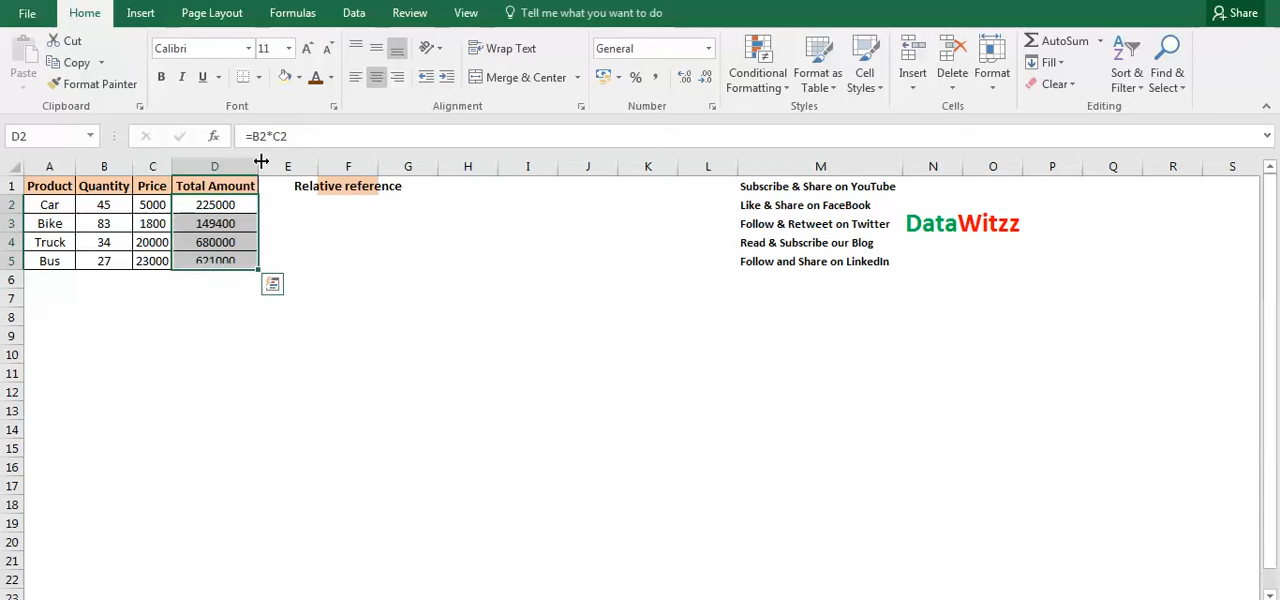 File Home Insert Page Layout Formulas Data Review View Tell me what you want to do Share
Cut
Copy
Format Painter
Paste
Clipboard
Calibri 11
B I U
Font
Wrap Text
Merge & Center
Alignment
General
Number
Conditional Formatting
Format as Table
Cell Styles
Styles
Insert Delete Format
Cells
AutoSum
Fill
Clear
Sort & Filter
Find & Select
Editing
D2 fx =B2*C2
A B C D E F G H I J K L M N O P Q R S
1 Product Quantity Price Total Amount Relative reference Subscribe & Share on YouTube
2 Car 45 5000 225000 Like & Share on FaceBook
3 Bike 83 1800 149400 Follow & Retweet on Twitter DataWitzz
4 Truck 34 20000 680000 Read & Subscribe our Blog
5 Bus 27 23000 621000 Follow and Share on LinkedIn
6
7
8
9
10
11
12
13
14
15
16
17
18
19
20
21
22
23